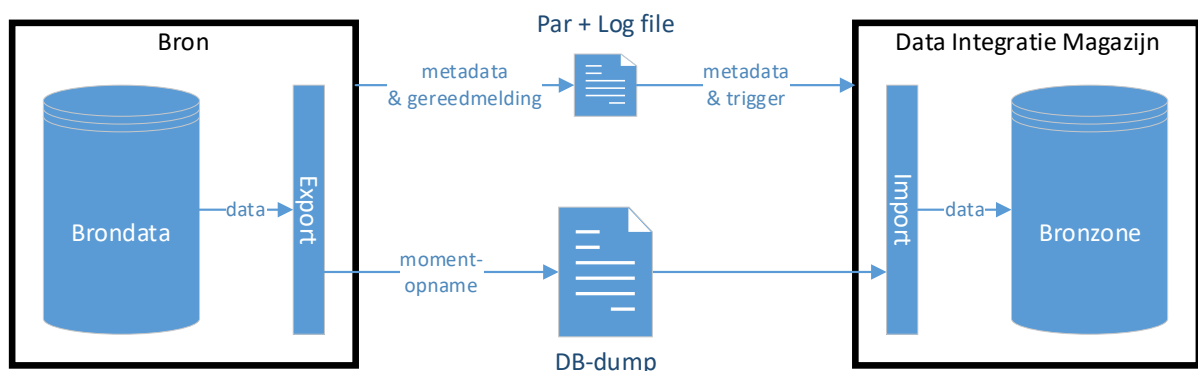 Bron
Par + Log file
Data Integratie Magazijn
metadata
& gereedmelding
metadata
& trigger
Brondata
data
Export
Import
data
Bronzone
moment-
opname
DB-dump